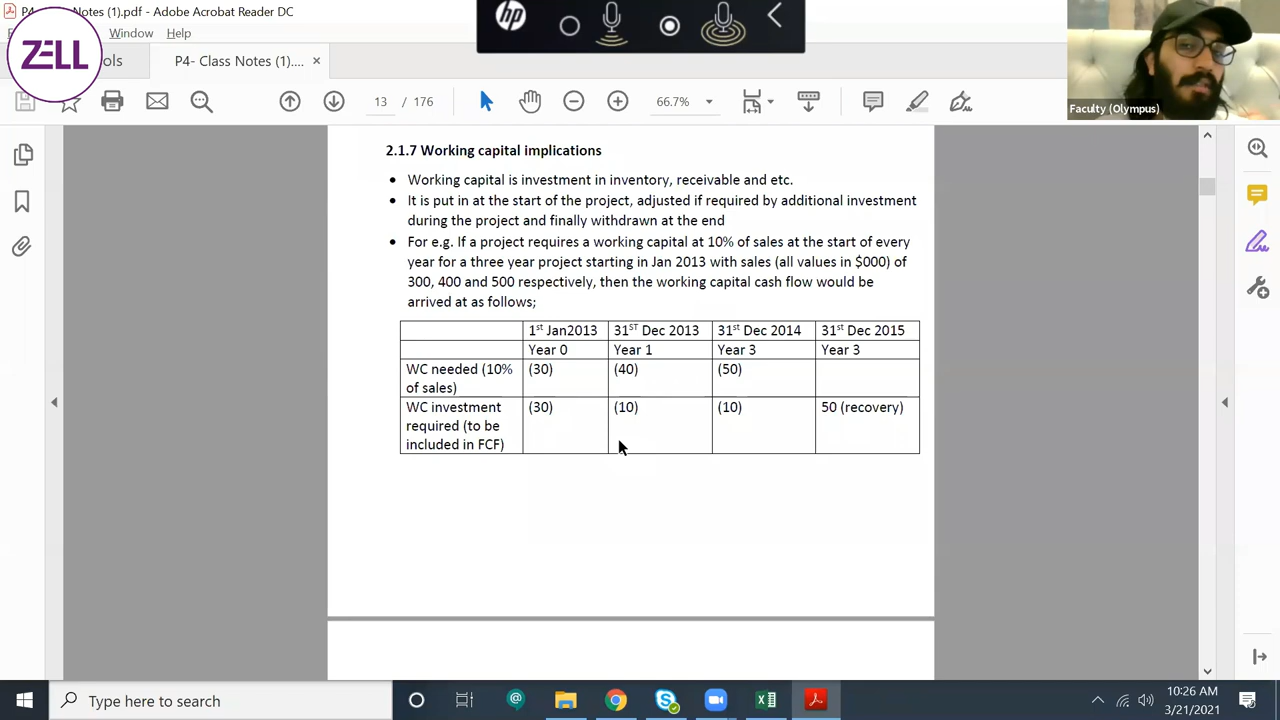 P4- Class Notes (1).pdf - Adobe Acrobat Reader DC
Window Help
ZELL
P4- Class Notes (1)....
13 / 176
66.7%
hp
Faculty (Olympus)
2.1.7 Working capital implications
• Working capital is investment in inventory, receivable and etc.
• It is put in at the start of the project, adjusted if required by additional investment
during the project and finally withdrawn at the end
• For e.g. If a project requires a working capital at 10% of sales at the start of every
year for a three year project starting in Jan 2013 with sales (all values in $000) of
300, 400 and 500 respectively, then the working capital cash flow would be
arrived at as follows;
1st Jan2013 31ST Dec 2013 31st Dec 2014 31st Dec 2015
Year 0 Year 1 Year 3 Year 3
WC needed (10% (30) (40) (50)
of sales)
WC investment (30) (10) (10) 50 (recovery)
required (to be
included in FCF)
Type here to search
10:26 AM
3/21/2021